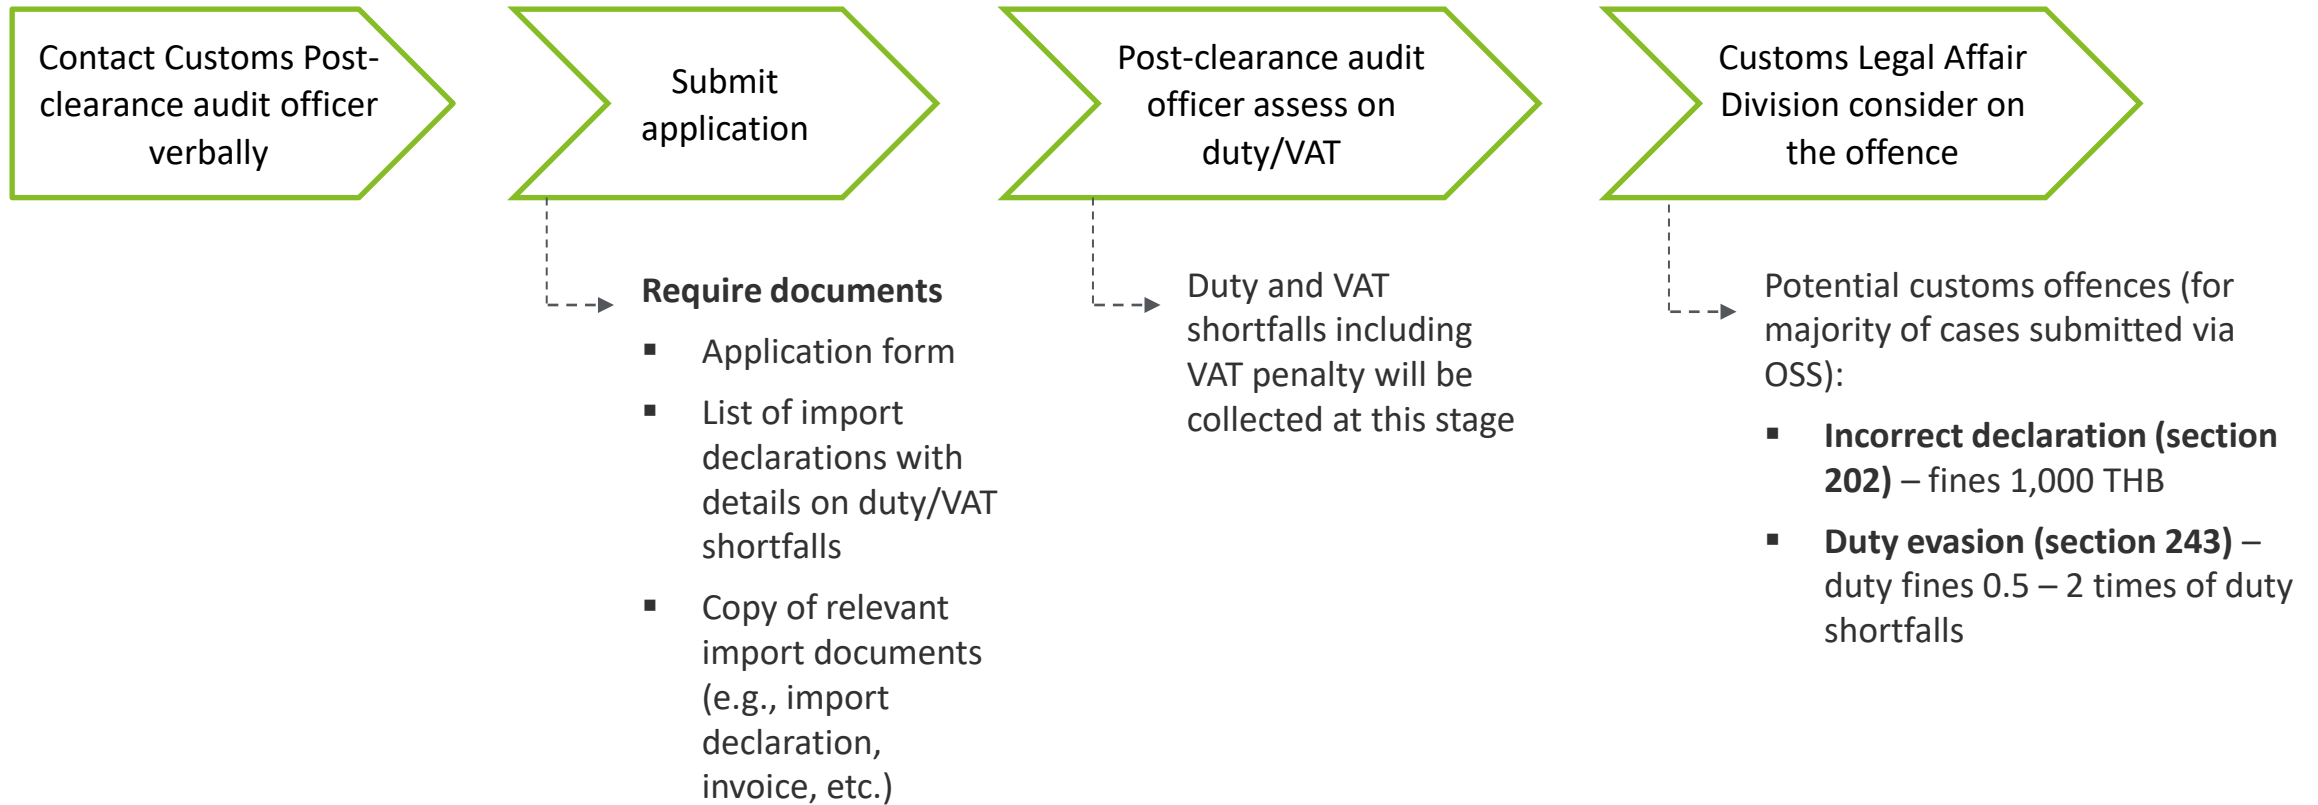 Contact Customs Post-
clearance audit officer
verbally
Submit
application
Post-clearance audit
officer assess on
duty/VAT
Customs Legal Affair
Division consider on
the offence
Require documents
▪ Application form
▪ List of import
declarations with
details on duty/VAT
shortfalls
▪ Copy of relevant
import documents
(e.g., import
declaration,
invoice, etc.)
Duty and VAT
shortfalls including
VAT penalty will be
collected at this stage
Potential customs offences (for
majority of cases submitted via
OSS):
▪ Incorrect declaration (section
202) – fines 1,000 THB
▪ Duty evasion (section 243) –
duty fines 0.5 – 2 times of duty
shortfalls